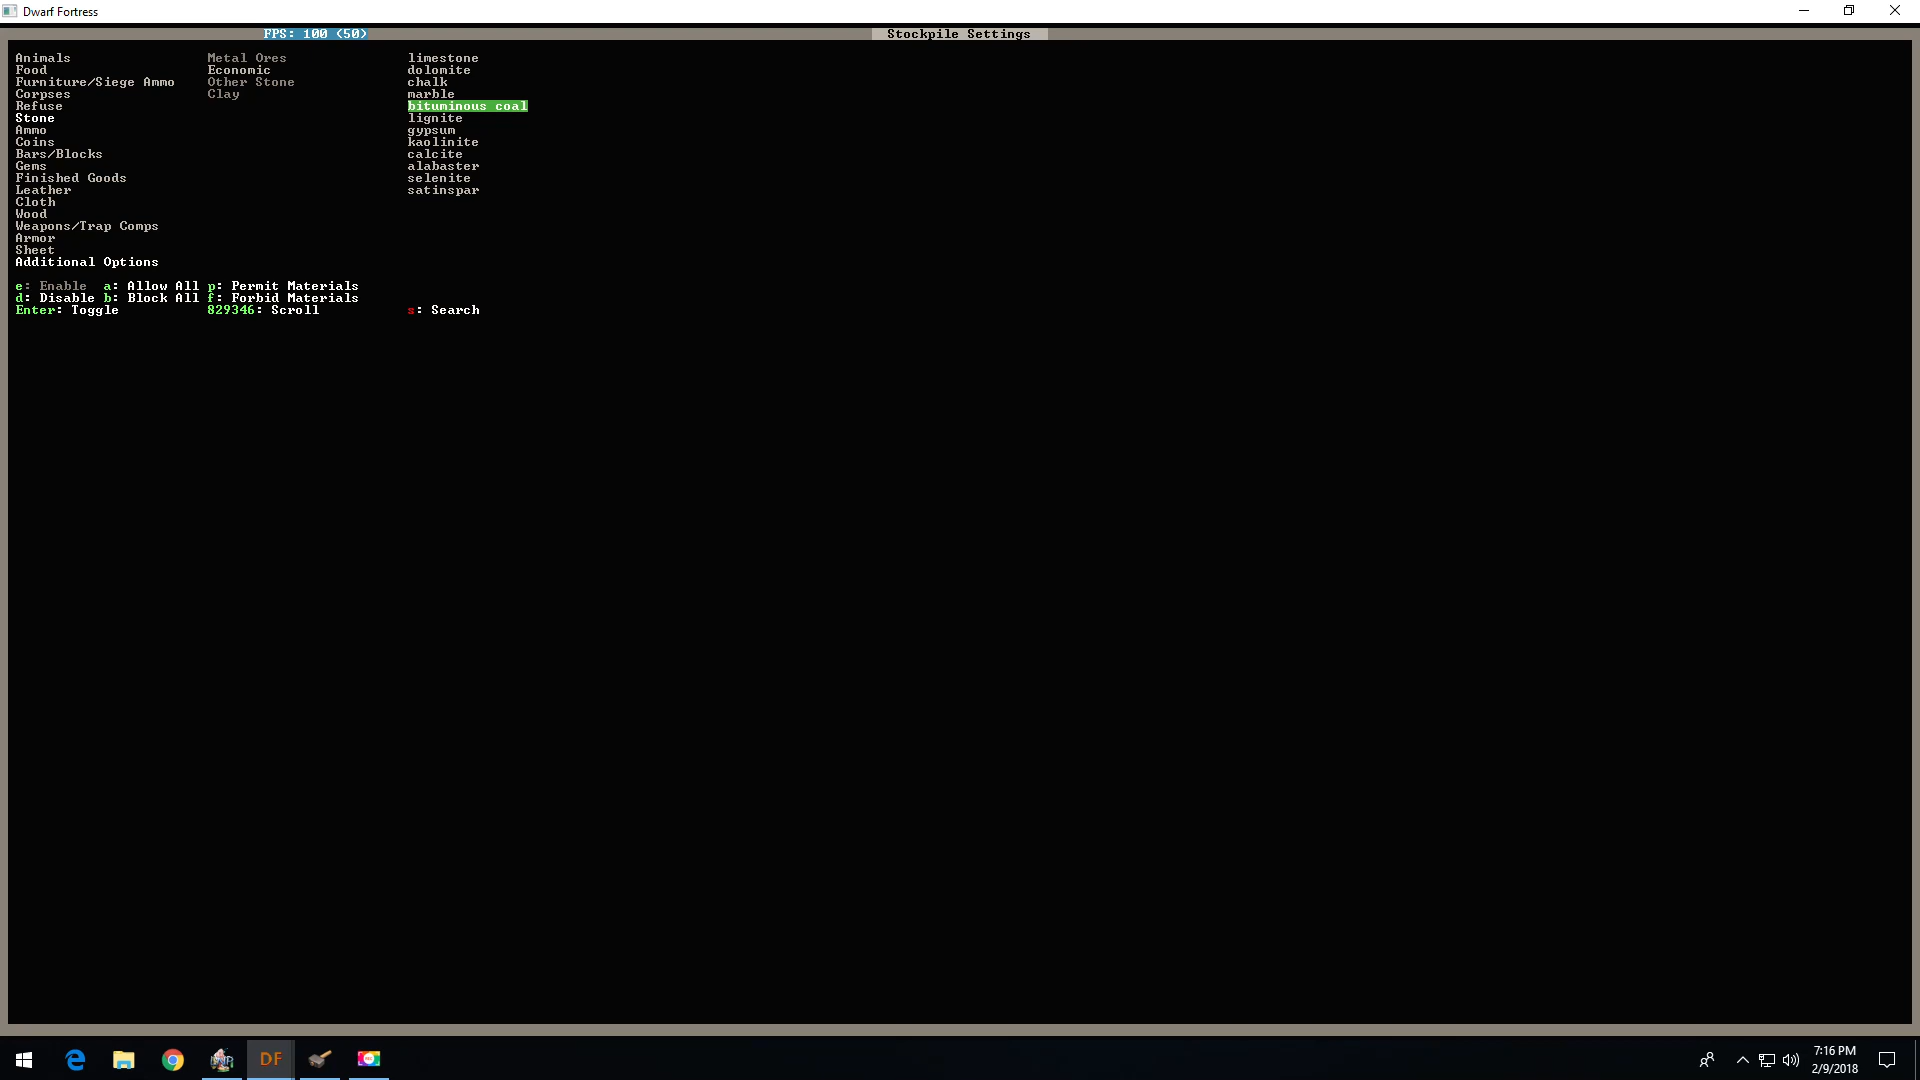 Dwarf Fortress
FPS: 100 (50)
Stockpile Settings
Animals
Food
Furniture/Siege Ammo
Corpses
Refuse
Stone
Ammo
Coins
Bars/Blocks
Gems
Finished Goods
Leather
Cloth
Wood
Weapons/Trap Comps
Armor
Sheet
Additional Options
Metal Ores
Economic
Other Stone
Clay
limestone
dolomite
chalk
marble
bituminous coal
lignite
gypsum
kaolinite
calcite
alabaster
selenite
satinspar
e: Enable a: Allow All p: Permit Materials
d: Disable b: Block All f: Forbid Materials
Enter: Toggle 829346: Scroll s: Search
DF
7:16 PM
2/9/2018